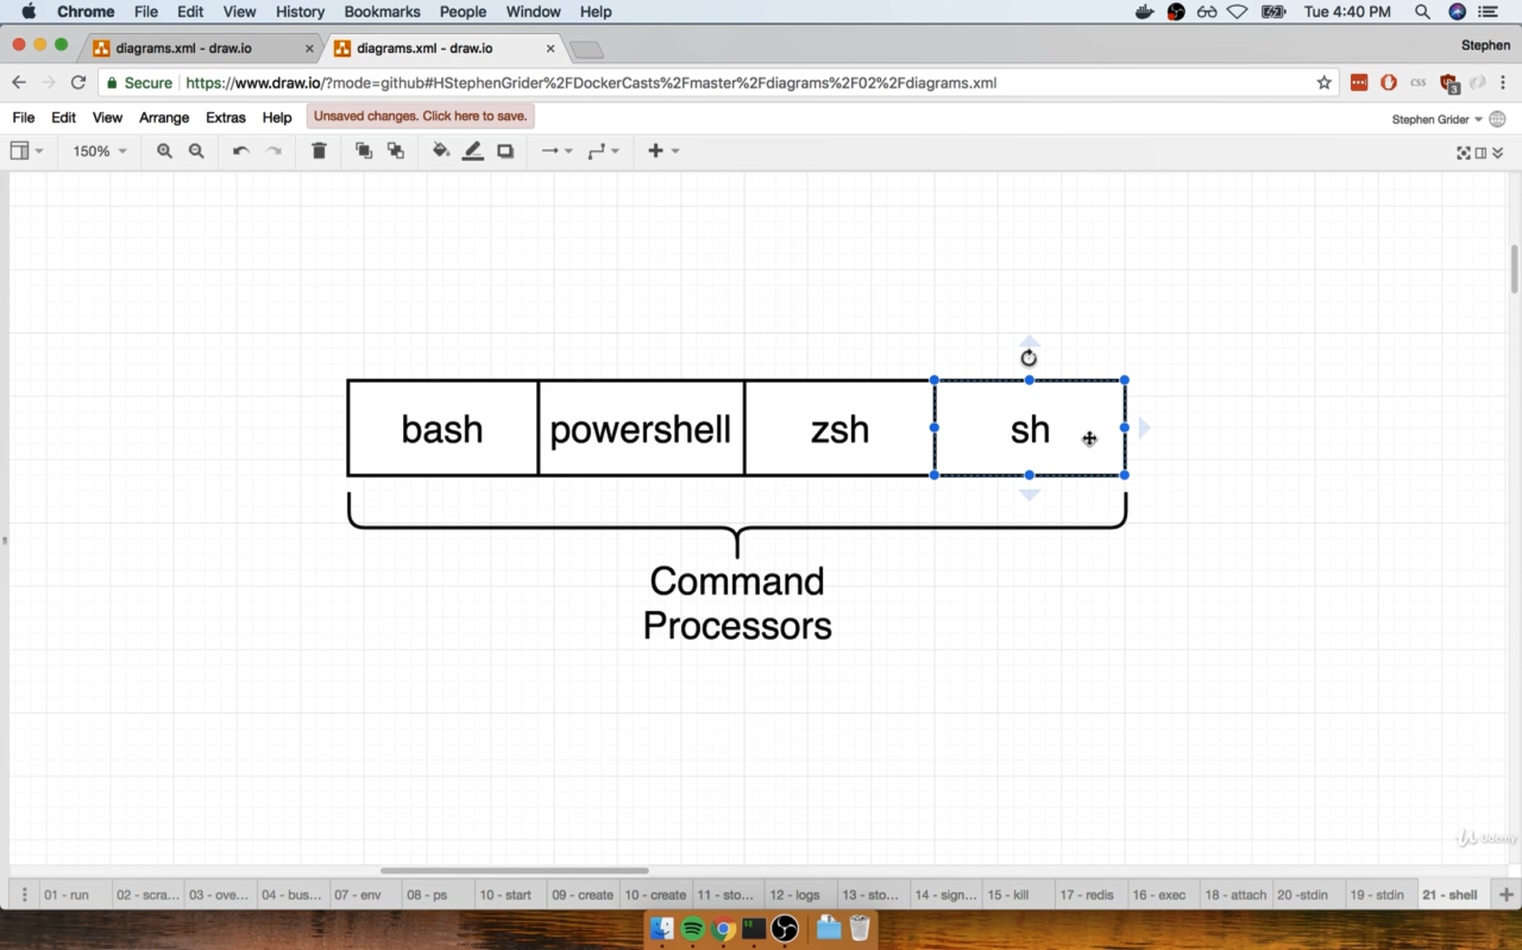 Chrome File Edit View History Bookmarks People Window Help Tue 4:40 PM
diagrams.xml - draw.io diagrams.xml - draw.io Stephen
Secure https://www.draw.io/?mode=github#HStephenGrider%2FDockerCasts%2Fmaster%2Fdiagrams%2F02%2Fdiagrams.xml css 3
File Edit View Arrange Extras Help Unsaved changes. Click here to save. Stephen Grider
150%
bash powershell zsh sh
Command
Processors
Udemy
01 - run 02 - scra... 03 - ove... 04 - bus... 07 - env 08 - ps 10 - start 09 - create 10 - create 11 - sto... 12 - logs 13 - sto... 14 - sign... 15 - kill 17 - redis 16 - exec 18 - attach 20 -stdin 19 - stdin 21 - shell